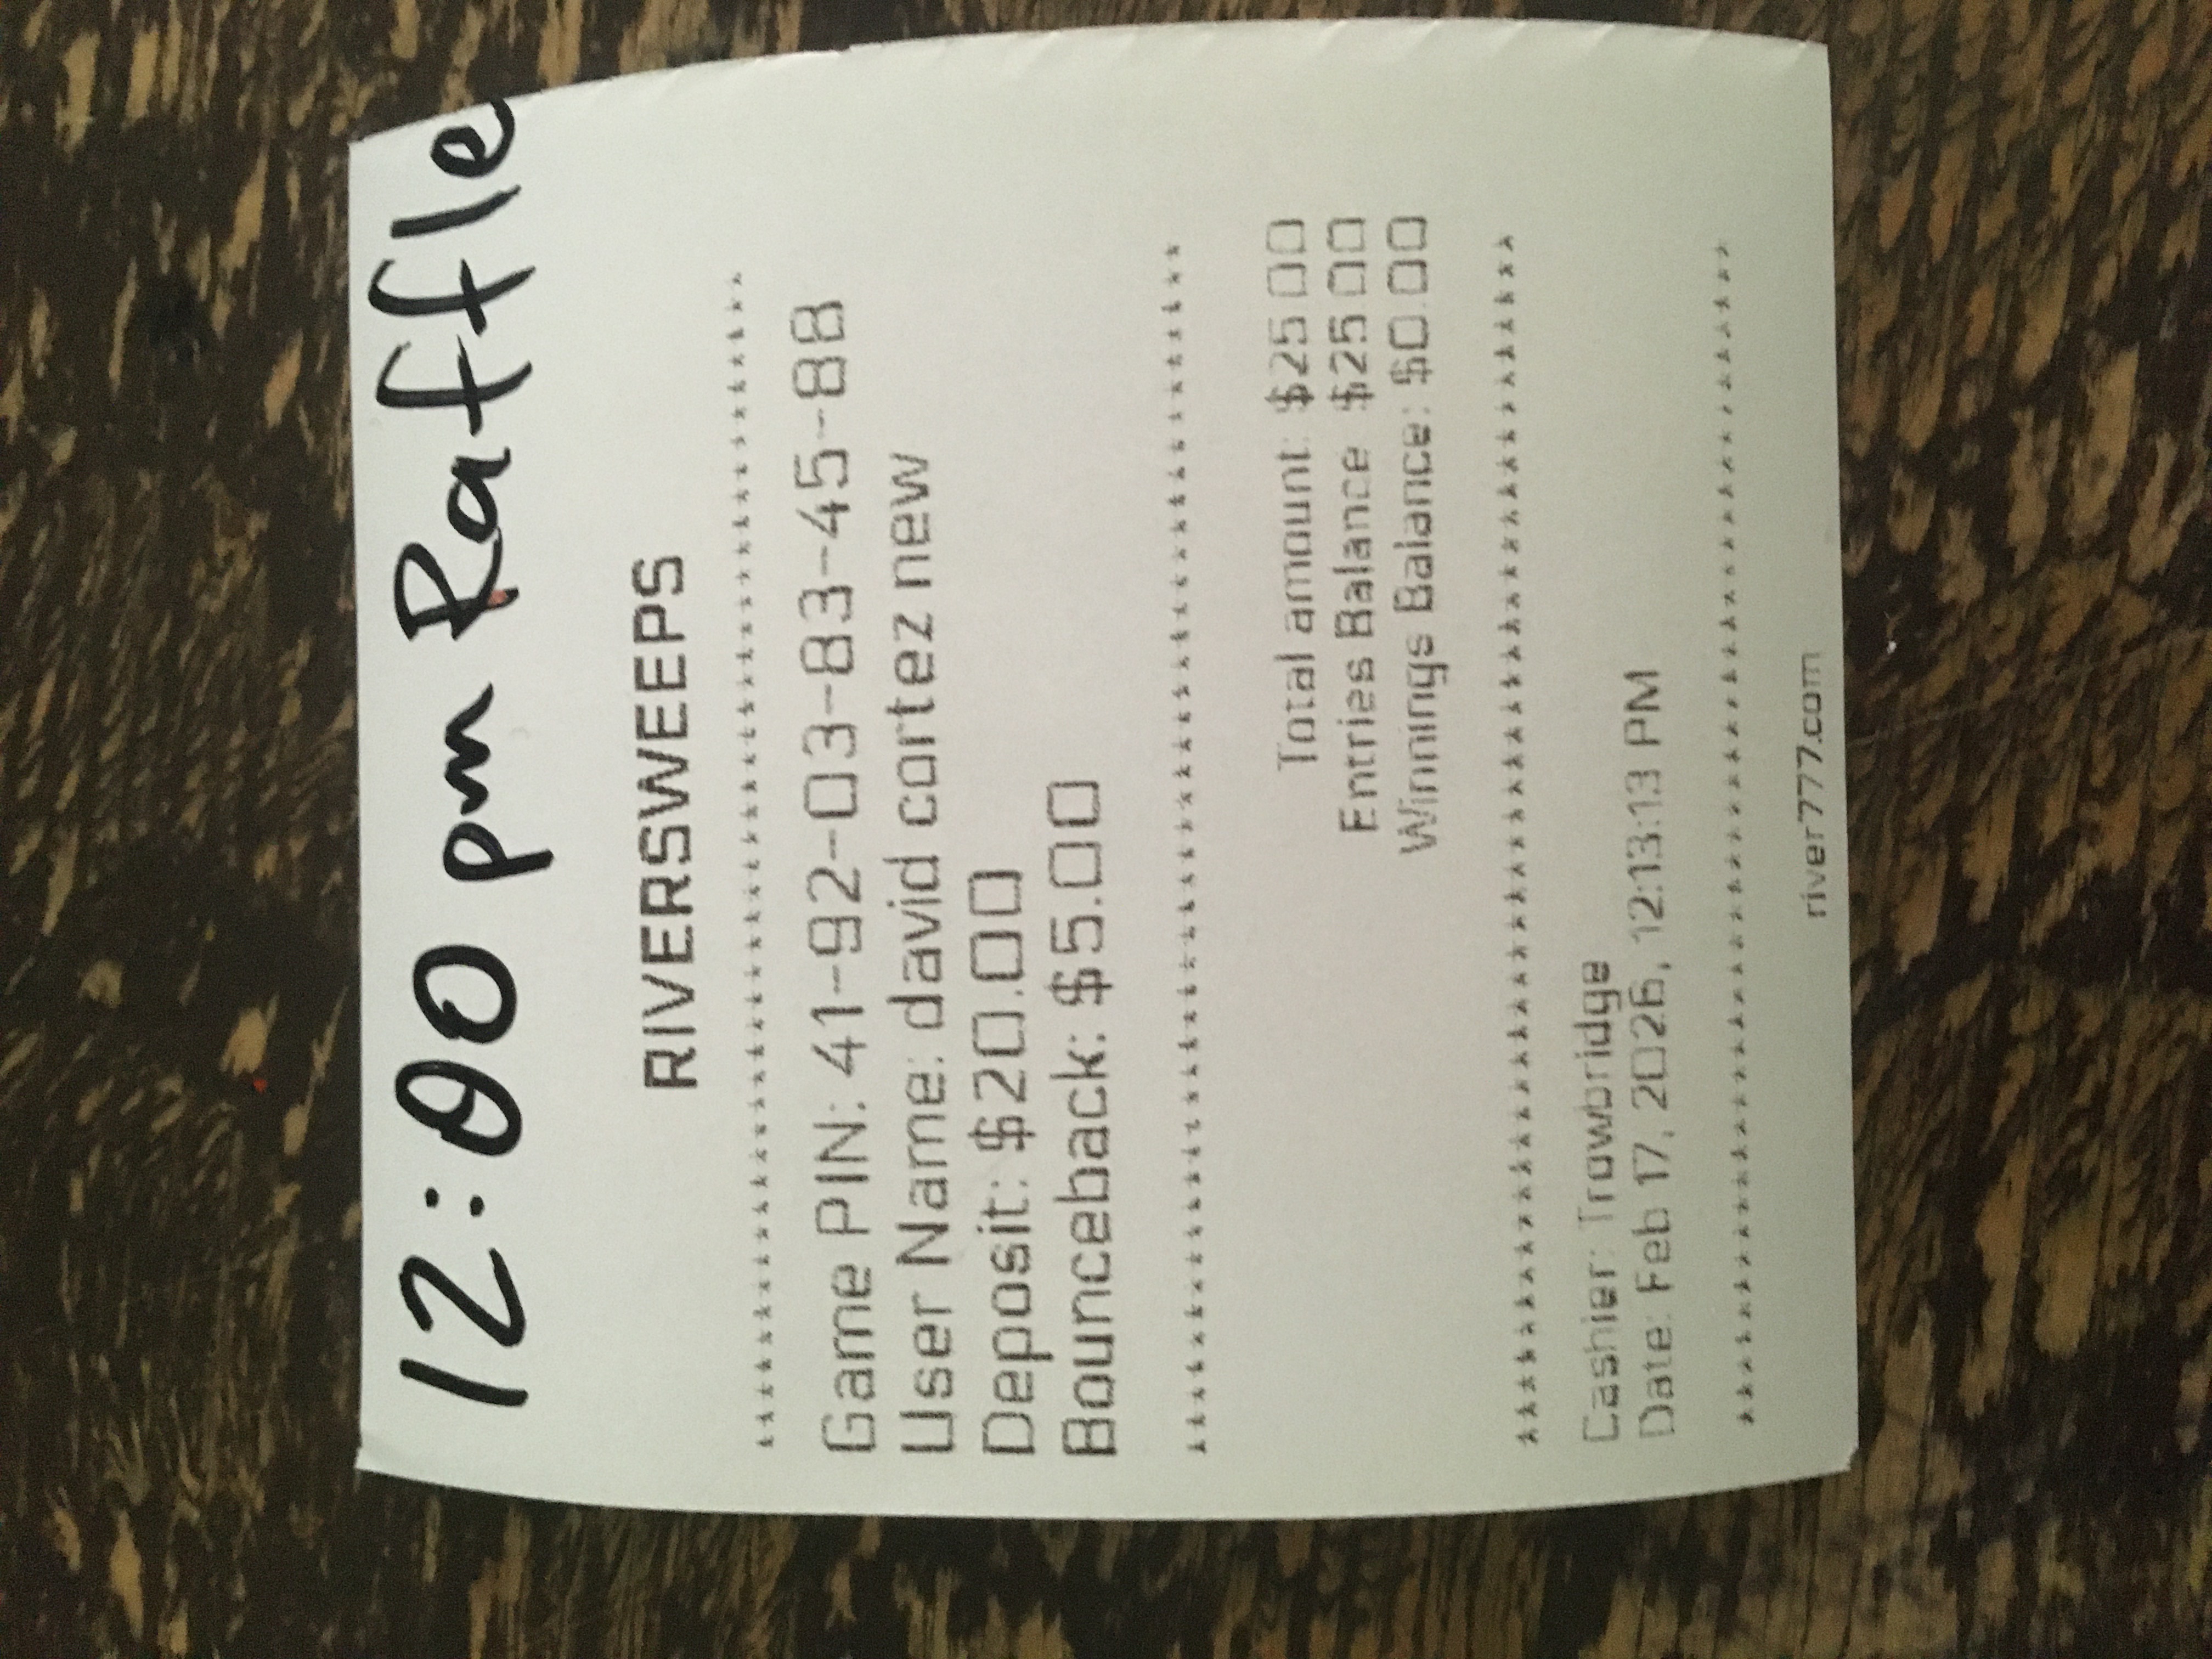 12:00 pm Raffle
RIVERSWEEPS
****************************************
Game PIN: 41-92-03-83-45-88
User Name: david cortez new
Deposit: $20.00
Bounceback: $5.00
****************************************
Total amount: $25.00
Entries Balance $25.00
Winnings Balance: $0.00
****************************************
Cashier: Trowbridge
Date: Feb 17, 2026, 12:13:13 PM
****************************************
river777.com